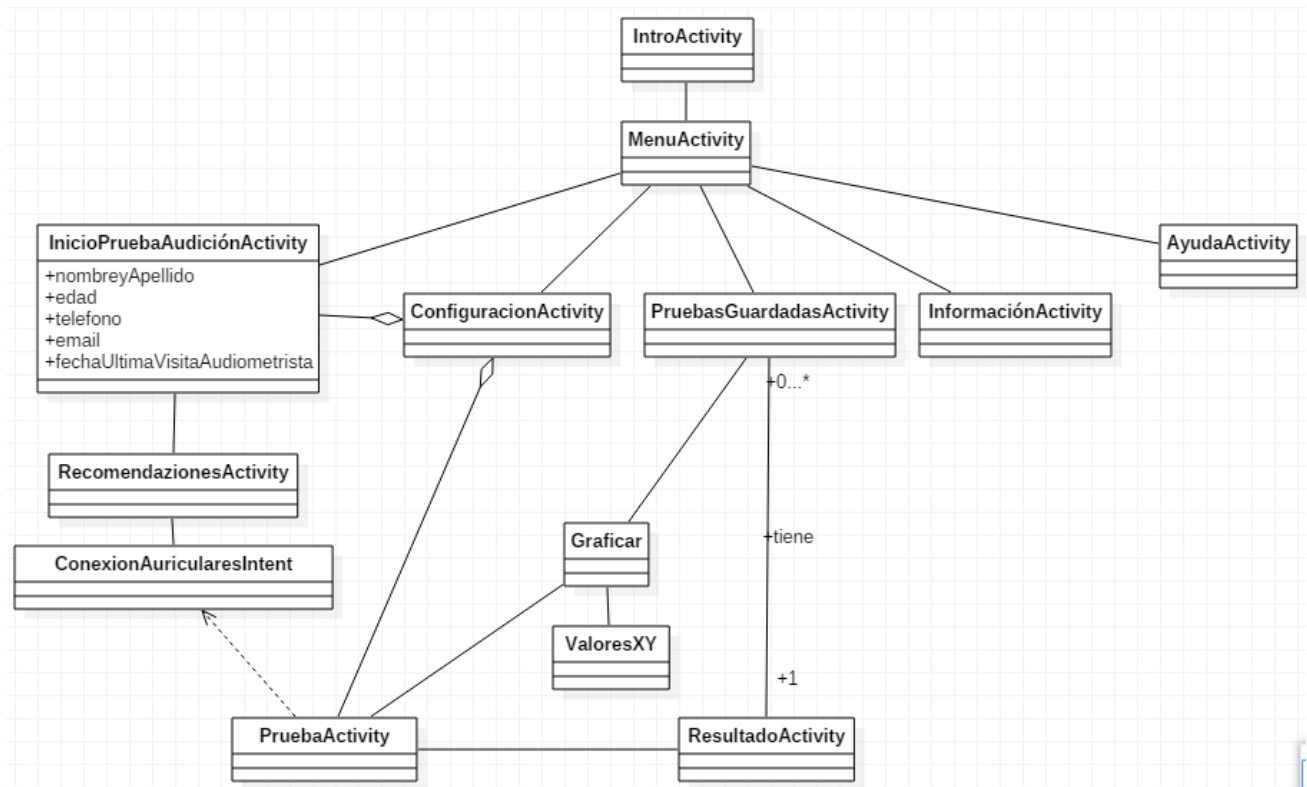 IntroActivity
MenuActivity
InicioPruebaAudiciónActivity
+nombreyApellido
+edad
+telefono
+email
+fechaUltimaVisitaAudiometrista
AyudaActivity
ConfiguracionActivity
PruebasGuardadasActivity
InformaciónActivity
+0...*
RecomendazionesActivity
Graficar
+tiene
ConexionAuricularesIntent
ValoresXY
+1
PruebaActivity
ResultadoActivity